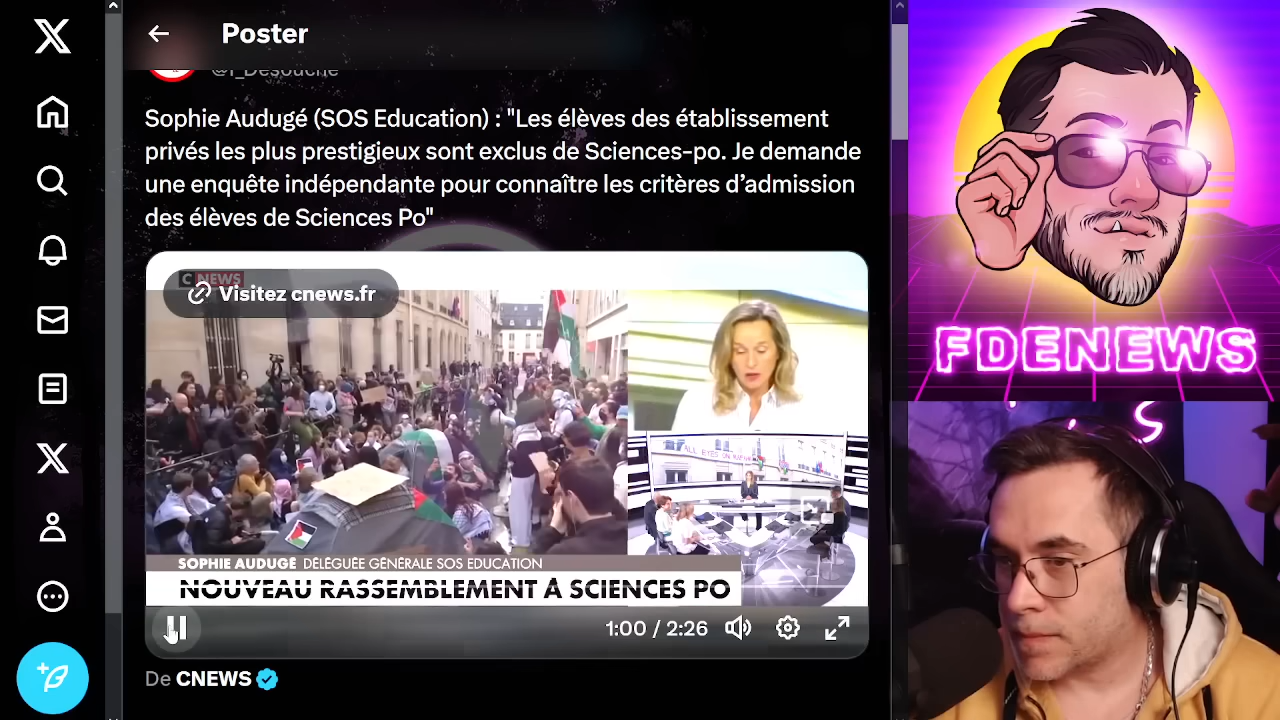 Poster
@F_Desouche
Sophie Audugé (SOS Education) : "Les élèves des établissement
privés les plus prestigieux sont exclus de Sciences-po. Je demande
une enquête indépendante pour connaître les critères d’admission
des élèves de Sciences Po"
C NEWS
Visitez cnews.fr
SOPHIE AUDUGÉ DÉLÉGUÉE GÉNÉRALE SOS EDUCATION
NOUVEAU RASSEMBLEMENT À SCIENCES PO
1:00 / 2:26
De CNEWS
FDENEWS
S